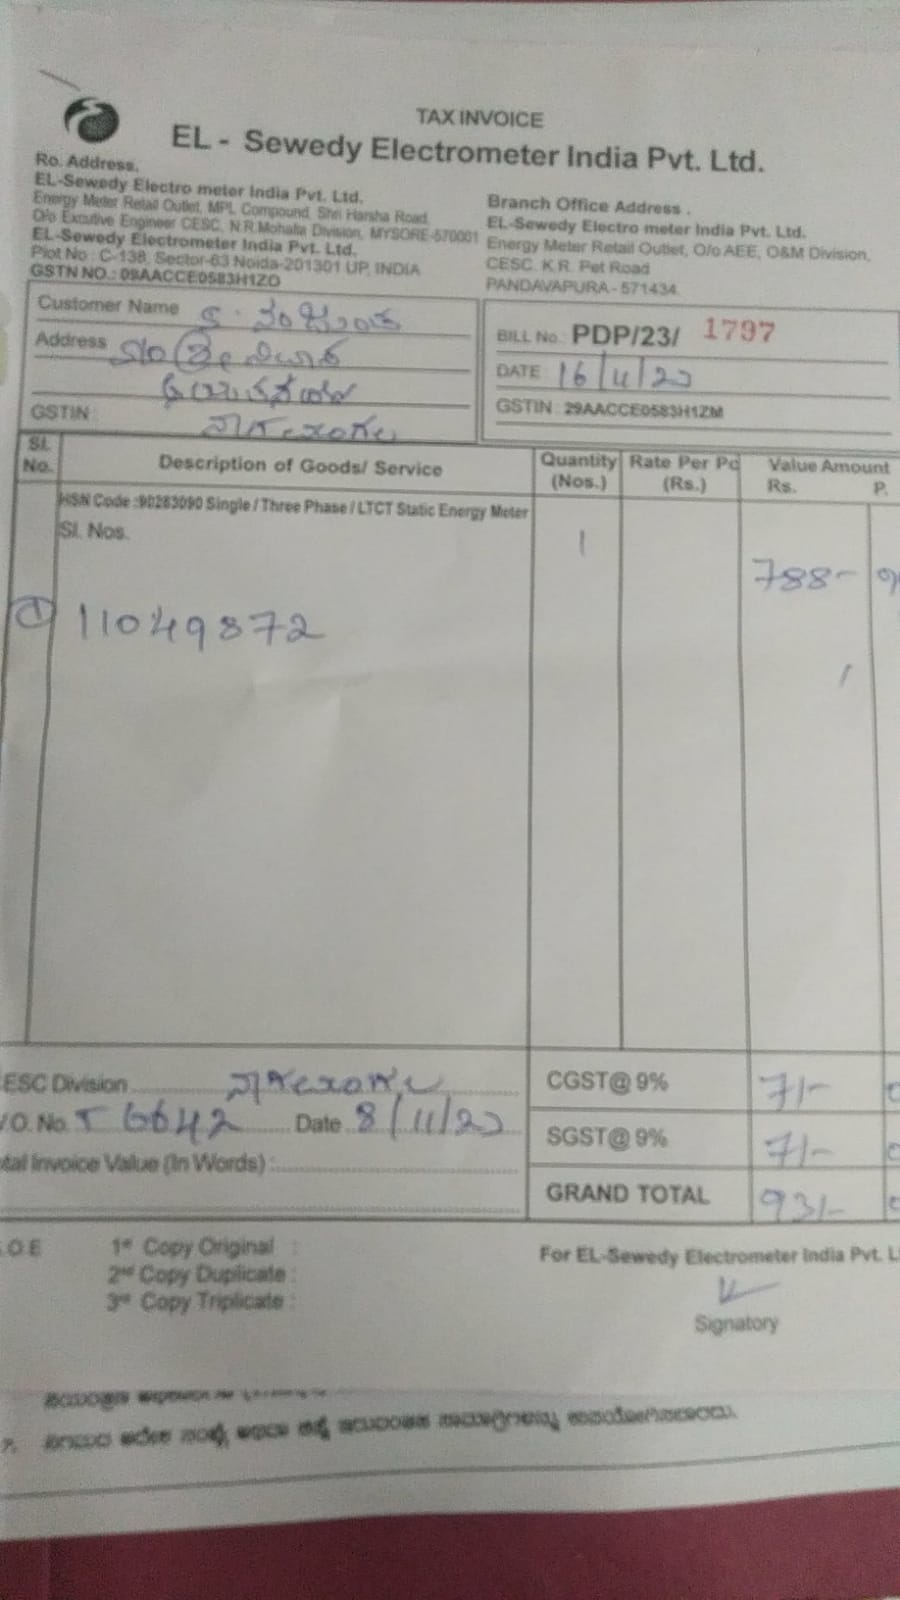 TAX INVOICE
EL - Sewedy Electrometer India Pvt. Ltd.
Ro. Address,
EL-Sewedy Electro meter India Pvt. Ltd.
Energy Meter Retail Outlet, MPL Compound, Shri Harsha Road,
O/o Excutive Engineer CESC, N.R.Mohalla Division, MYSORE-570001
EL-Sewedy Electrometer India Pvt. Ltd.
Plot No : C-138, Sector-63 Noida-201301 UP, INDIA
GSTN NO.: 09AACCE0583H1ZO
Branch Office Address .
EL-Sewedy Electro meter India Pvt. Ltd.
Energy Meter Retail Outlet, O/o AEE, O&M Division,
CESC. K.R. Pet Road
PANDAVAPURA - 571434.
Customer Name
Address
GSTIN:
BILL No.: PDP/23/ 1797
DATE : 16/11/23
GSTIN : 29AACCE0583H1ZM
Sl. No. Description of Goods/ Service Quantity (Nos.) Rate Per Pc (Rs.) Value Amount Rs. P.
HSN Code :90283090 Single / Three Phase / LTCT Static Energy Meter
Sl. Nos.
1
788-
① 11049872
ESC Division
O. No. 56642 Date 8/11/23
tal Invoice Value (In Words) :
CGST@ 9% 71-
SGST@ 9% 71-
GRAND TOTAL 931-
.O.E
1st Copy Original :
2nd Copy Duplicate :
3rd Copy Triplicate :
For EL-Sewedy Electrometer India Pvt. L
Signatory